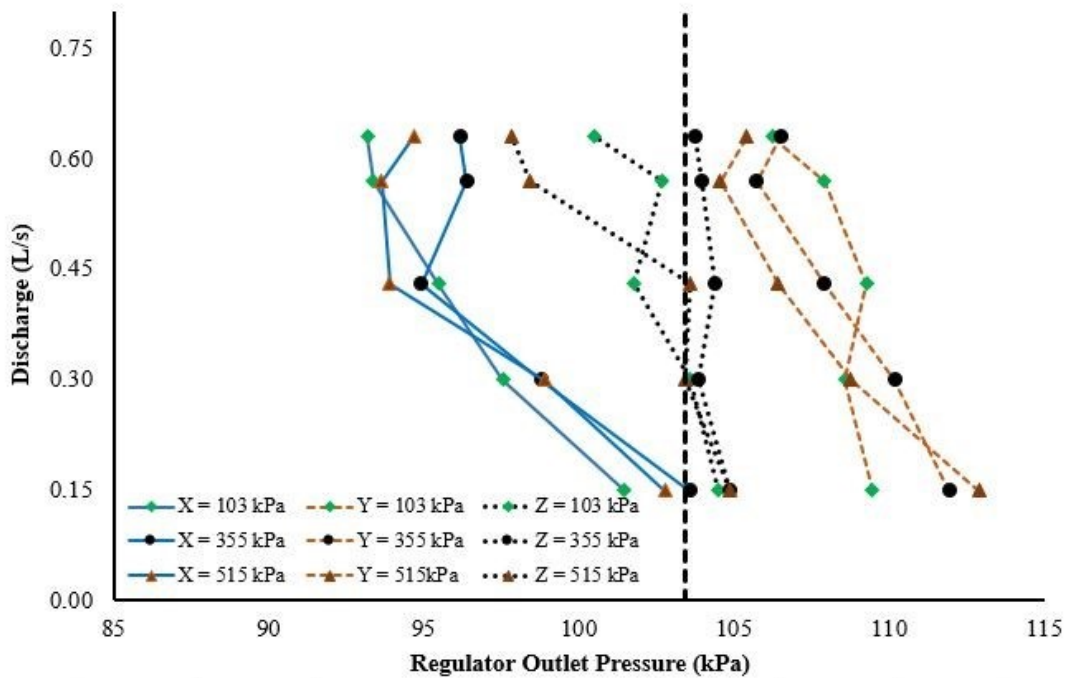 0.75
0.60
0.45
0.30
0.15
0.00
Discharge (L/s)
X = 103 kPa Y = 103 kPa Z = 103 kPa
X = 355 kPa Y = 355 kPa Z = 355 kPa
X = 515 kPa Y = 515kPa Z = 515 kPa
85 90 95 100 105 110 115
Regulator Outlet Pressure (kPa)